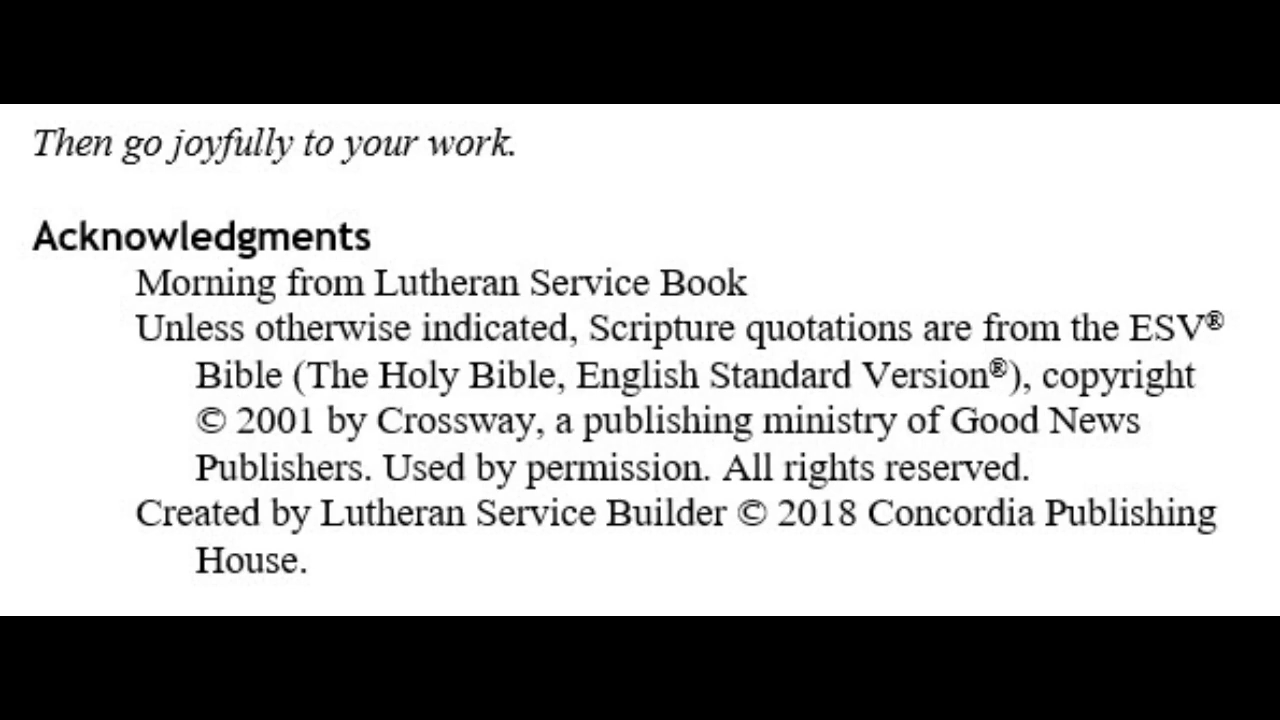 Then go joyfully to your work.
Acknowledgments
Morning from Lutheran Service Book
Unless otherwise indicated, Scripture quotations are from the ESV®
Bible (The Holy Bible, English Standard Version®), copyright
© 2001 by Crossway, a publishing ministry of Good News
Publishers. Used by permission. All rights reserved.
Created by Lutheran Service Builder © 2018 Concordia Publishing
House.